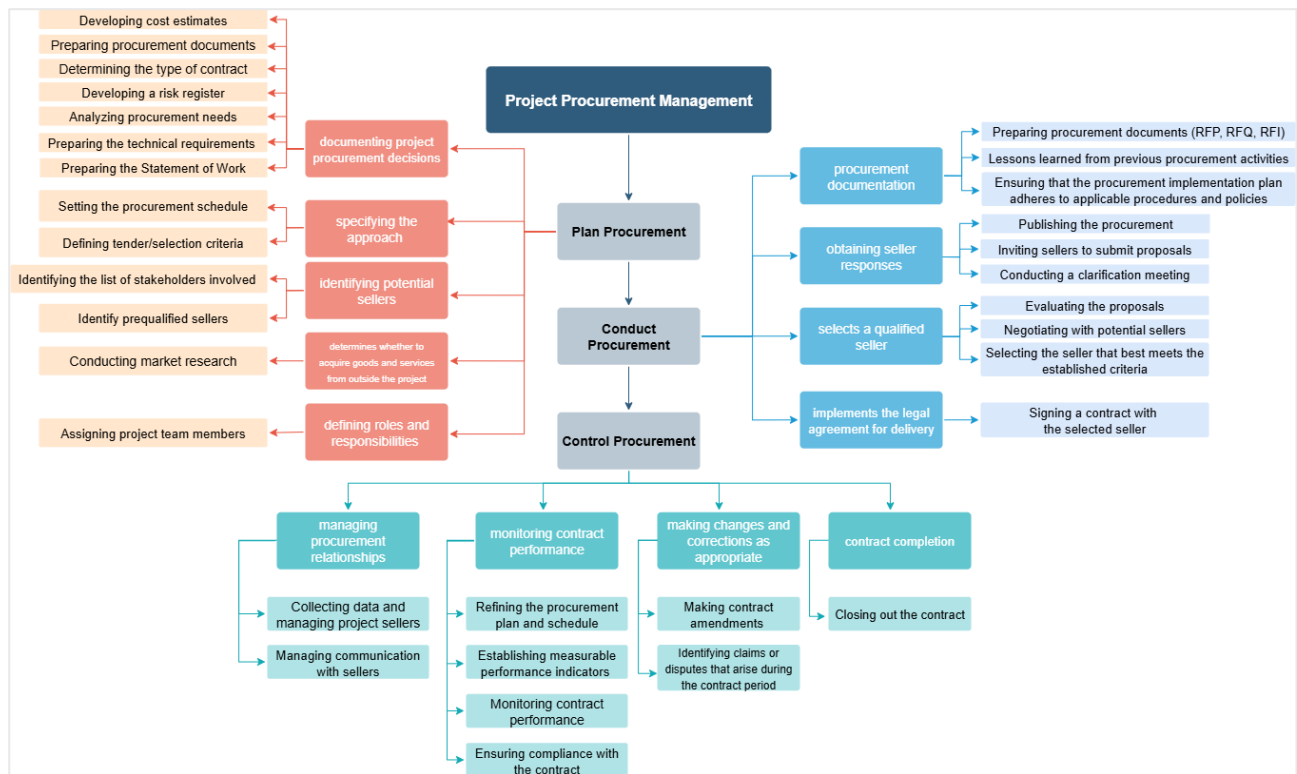 Project Procurement Management
Plan Procurement
Conduct
Procurement
Control Procurement
documenting project
procurement decisions
Developing cost estimates
Preparing procurement documents
Determining the type of contract
Developing a risk register
Analyzing procurement needs
Preparing the technical requirements
Preparing the Statement of Work
specifying the
approach
Setting the procurement schedule
Defining tender/selection criteria
identifying potential
sellers
Identifying the list of stakeholders involved
Identify prequalified sellers
determines whether to
acquire goods and services
from outside the project
Conducting market research
defining roles and
responsibilities
Assigning project team members
procurement
documentation
Preparing procurement documents (RFP, RFQ, RFI)
Lessons learned from previous procurement activities
Ensuring that the procurement implementation plan
adheres to applicable procedures and policies
obtaining seller
responses
Publishing the procurement
Inviting sellers to submit proposals
Conducting a clarification meeting
selects a qualified
seller
Evaluating the proposals
Negotiating with potential sellers
Selecting the seller that best meets the
established criteria
implements the legal
agreement for delivery
Signing a contract with
the selected seller
managing
procurement
relationships
Collecting data and
managing project sellers
Managing communication
with sellers
monitoring contract
performance
Refining the procurement
plan and schedule
Establishing measurable
performance indicators
Monitoring contract
performance
Ensuring compliance with
the contract
making changes and
corrections as
appropriate
Making contract
amendments
Identifying claims or
disputes that arise during
the contract period
contract completion
Closing out the contract